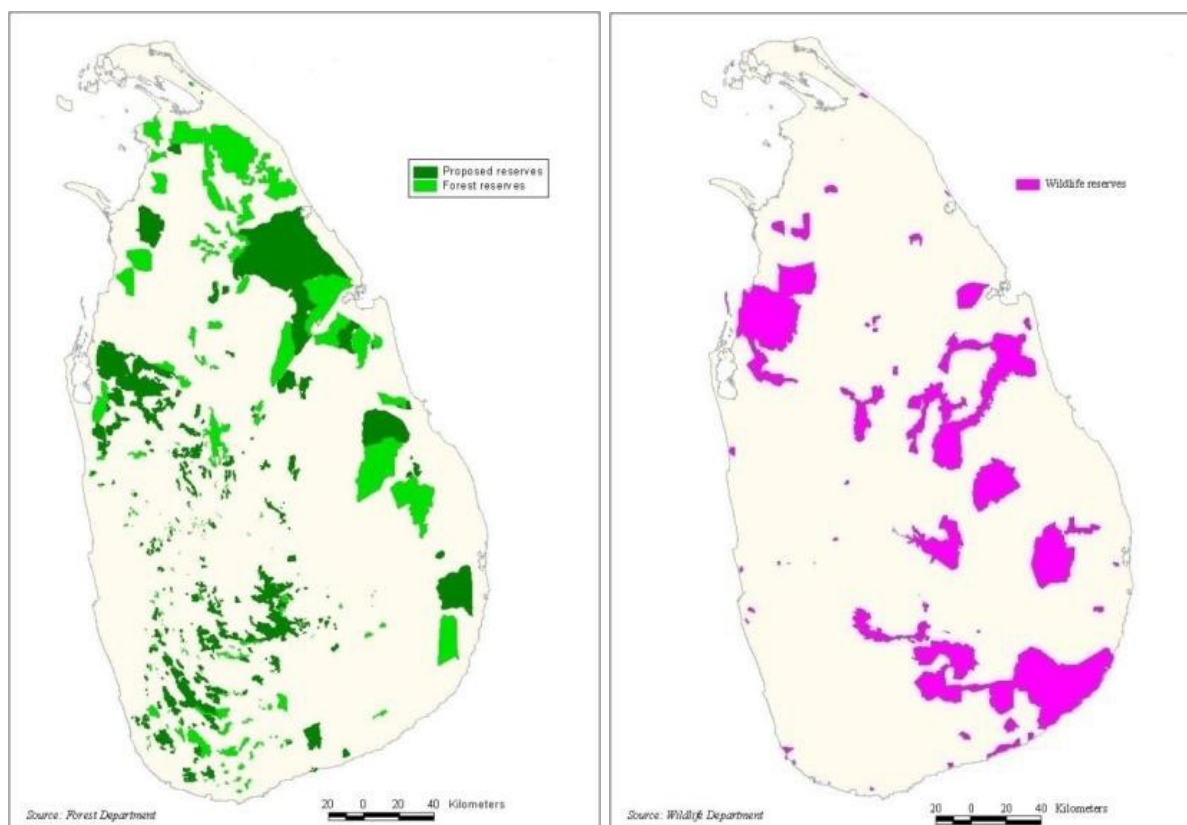 Proposed reserves
Forest reserves
20 0 20 40 Kilometers
Source: Forest Department
Wildlife reserves
20 0 20 40 Kilometers
Source: Wildlife Department